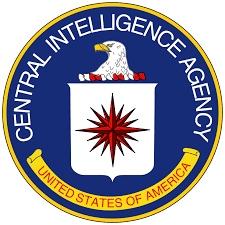 CENTRAL INTELLIGENCE AGENCY
UNITED STATES OF AMERICA